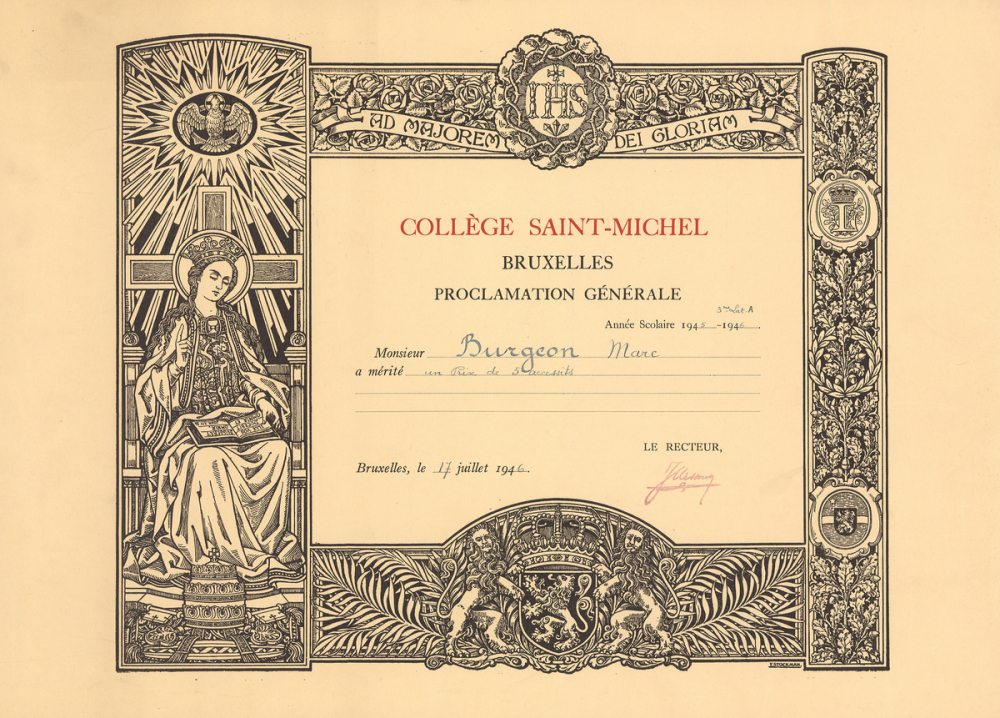 IHS
AD MAJOREM DEI GLORIAM
COLLÈGE SAINT-MICHEL
BRUXELLES
PROCLAMATION GÉNÉRALE
3me Lat. A
Année Scolaire 1945-1946.
Monsieur Burgeon Marc
a mérité un Prix de 5 accessits
LE RECTEUR,
Bruxelles, le 17 juillet 1946.
F. STOCKMAN